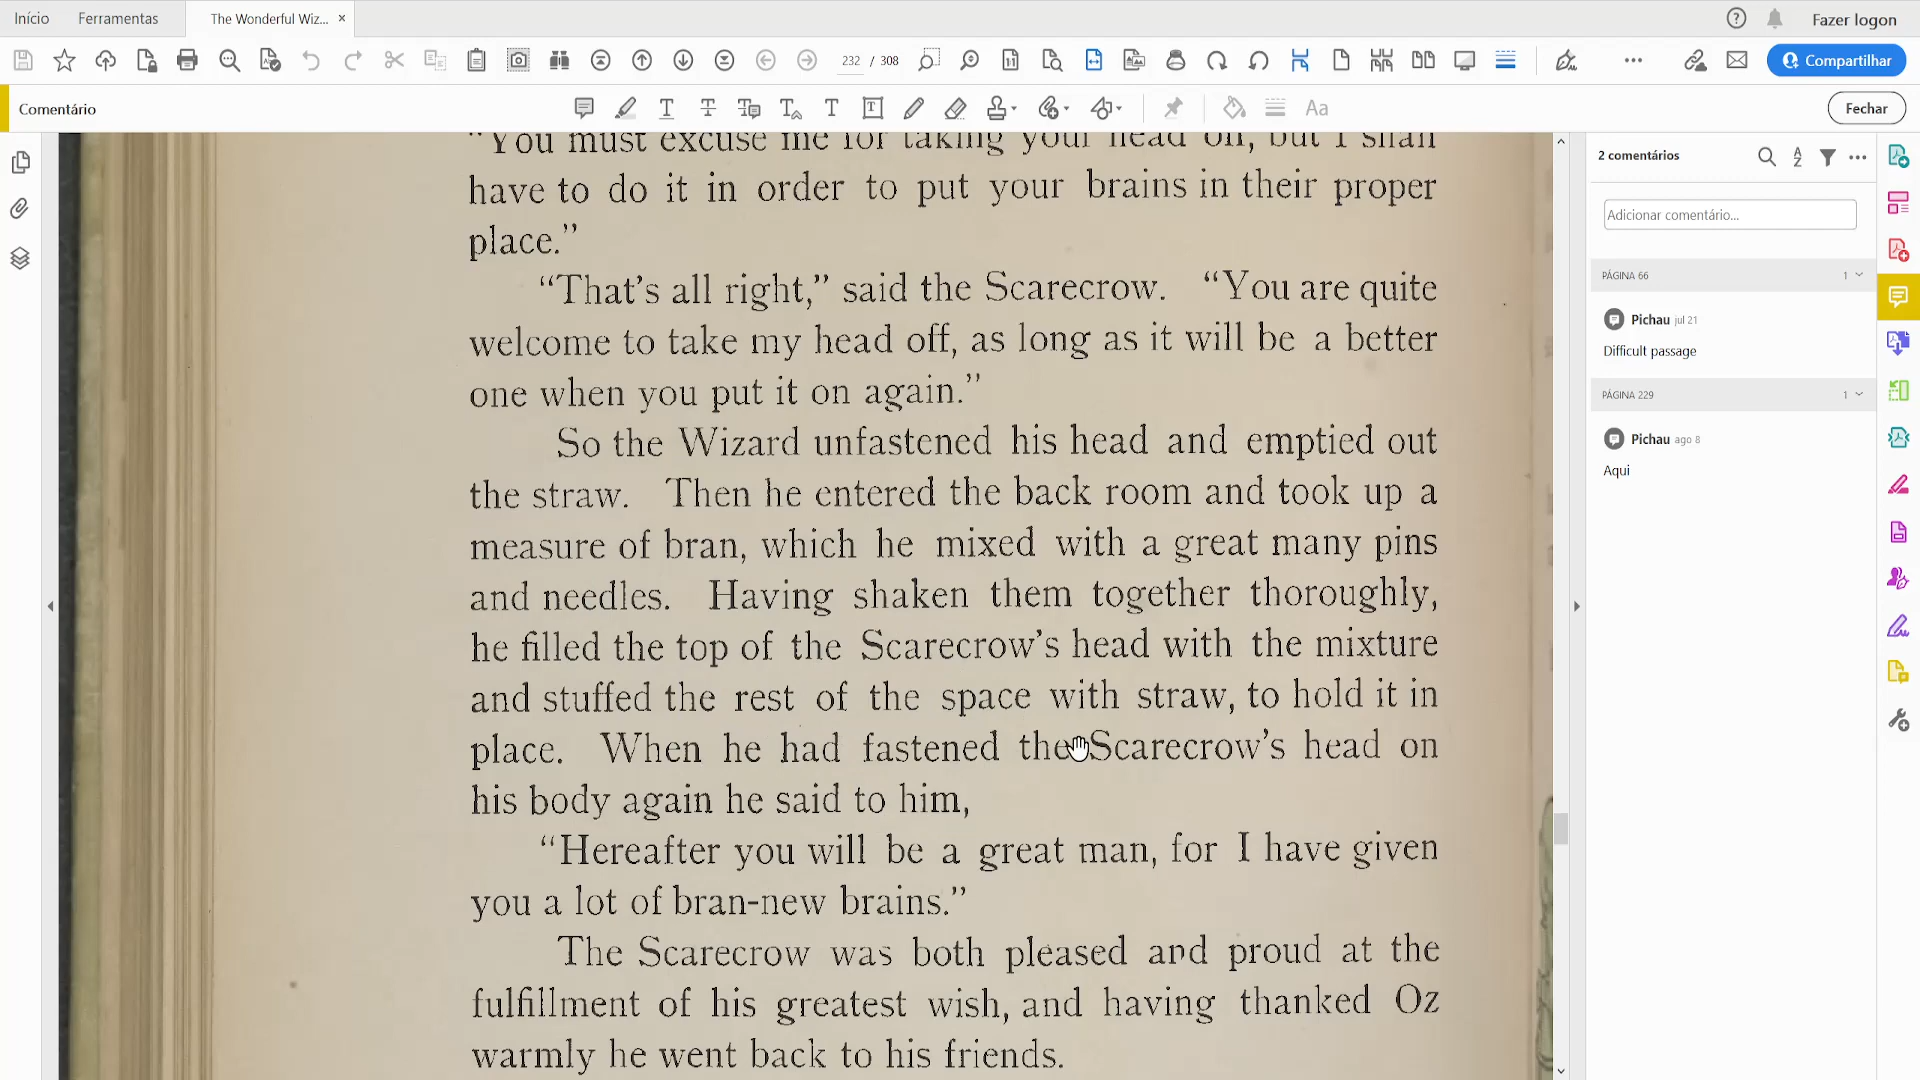 Início Ferramentas The Wonderful Wiz... × Fazer logon
232 / 308 Compartilhar
Comentário Fechar
"You must excuse me for taking your head off, but I shall
have to do it in order to put your brains in their proper
place."
"That's all right," said the Scarecrow. "You are quite
welcome to take my head off, as long as it will be a better
one when you put it on again."
So the Wizard unfastened his head and emptied out
the straw. Then he entered the back room and took up a
measure of bran, which he mixed with a great many pins
and needles. Having shaken them together thoroughly,
he filled the top of the Scarecrow's head with the mixture
and stuffed the rest of the space with straw, to hold it in
place. When he had fastened the Scarecrow's head on
his body again he said to him,
"Hereafter you will be a great man, for I have given
you a lot of bran-new brains."
The Scarecrow was both pleased and proud at the
fulfillment of his greatest wish, and having thanked Oz
warmly he went back to his friends.
2 comentários
Adicionar comentário...
PÁGINA 66 1
Pichau jul 21
Difficult passage
PÁGINA 229 1
Pichau ago 8
Aqui